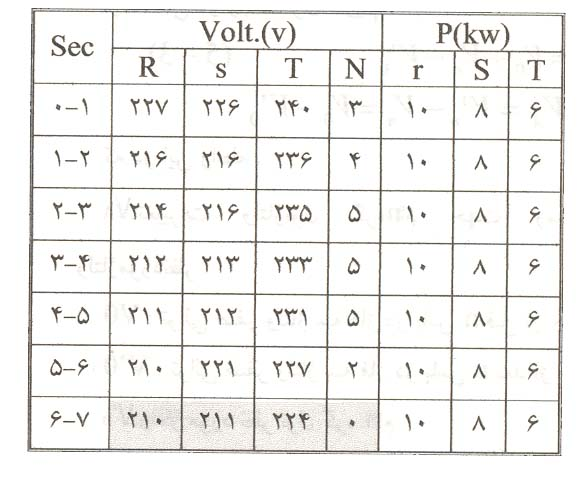 Sec Volt.(v) P(kw)
R s T N r S T
۰-۱ ۲۲۷ ۲۲۶ ۲۴۰ ۳ ۱۰ ۸ ۶
۱-۲ ۲۱۶ ۲۱۶ ۲۳۶ ۴ ۱۰ ۸ ۶
۲-۳ ۲۱۴ ۲۱۶ ۲۳۵ ۵ ۱۰ ۸ ۶
۳-۴ ۲۱۲ ۲۱۳ ۲۳۳ ۵ ۱۰ ۸ ۶
۴-۵ ۲۱۱ ۲۱۲ ۲۳۱ ۵ ۱۰ ۸ ۶
۵-۶ ۲۱۰ ۲۲۱ ۲۲۷ ۲ ۱۰ ۸ ۶
۶-۷ ۲۱۰ ۲۱۱ ۲۲۴ ۰ ۱۰ ۸ ۶